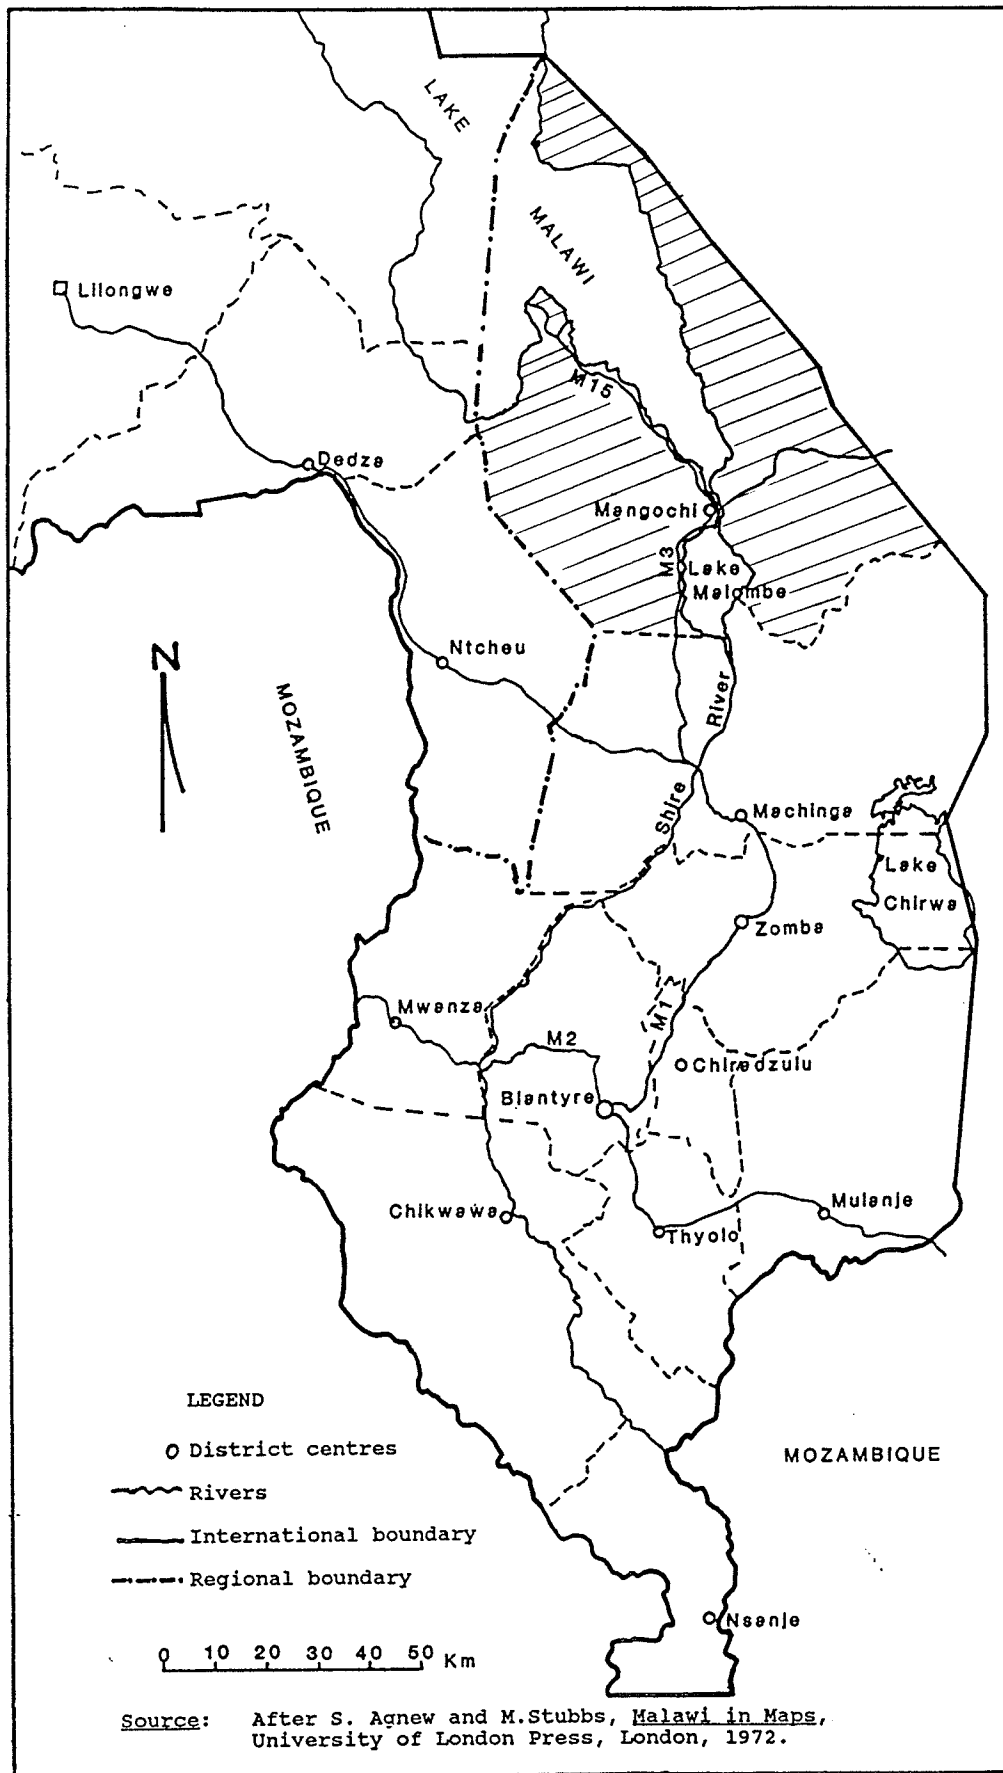 LAKE
MALAWI
Lilongwe
M15
Dedza
Mangochi
M3
Lake
Malombe
N
Ntcheu
River
MOZAMBIQUE
Shire
Machinga
Lake
Chirwa
Zomba
Mwanza
M1
M2
Chiradzulu
Blantyre
Chikwawa
Mulanje
Thyolo
LEGEND
District centres
MOZAMBIQUE
Rivers
International boundary
Regional boundary
Nsanje
0 10 20 30 40 50 Km
Source: After S. Agnew and M.Stubbs, Malawi in Maps,
University of London Press, London, 1972.